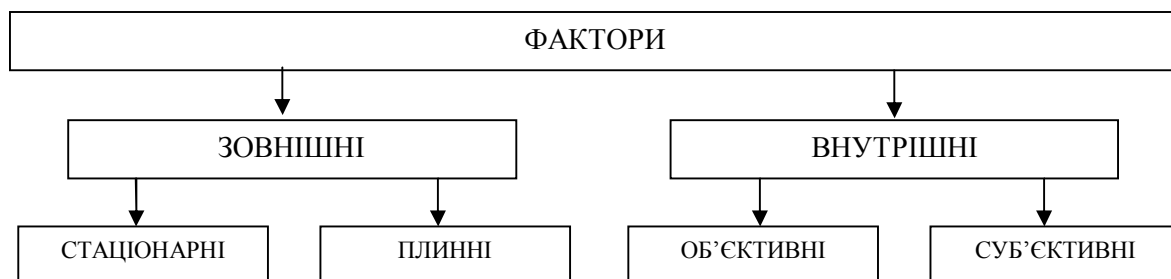 ФАКТОРИ
ЗОВНІШНІ
ВНУТРІШНІ
СТАЦІОНАРНІ
ПЛИННІ
ОБ’ЄКТИВНІ
СУБ’ЄКТИВНІ